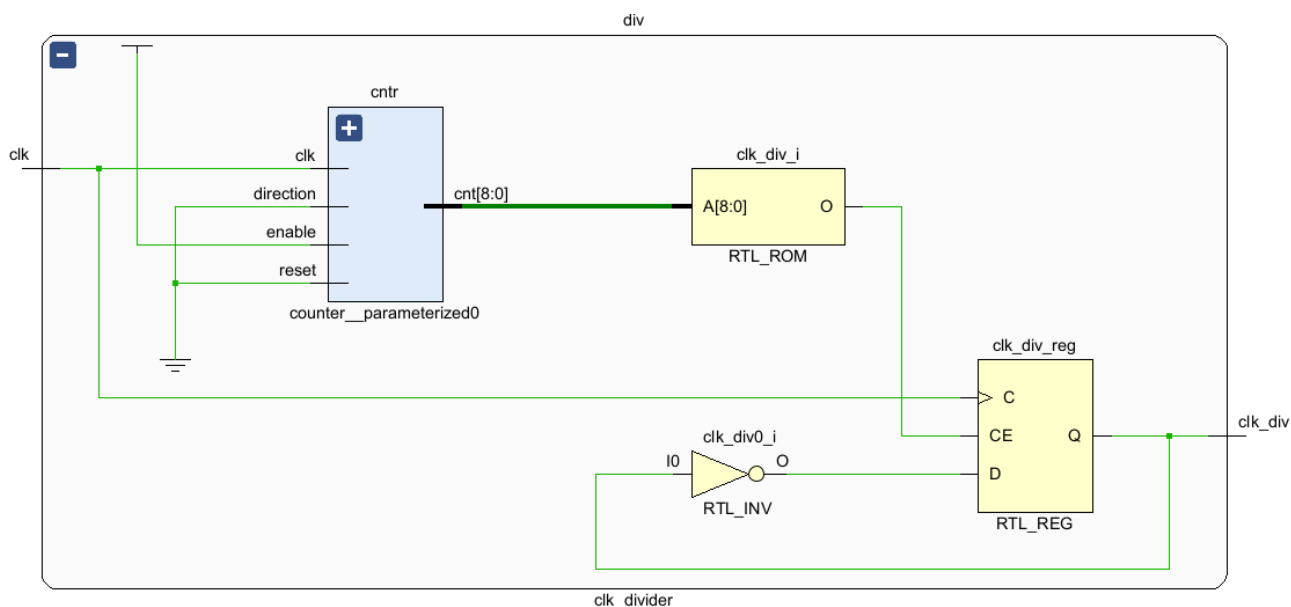 div
cntr
clk
clk
direction
enable
reset
cnt[8:0]
counter__parameterized0
clk_div_i
A[8:0]
O
RTL_ROM
clk_div_reg
C
CE
Q
D
RTL_REG
clk_div
clk_div0_i
I0
O
RTL_INV
clk_divider